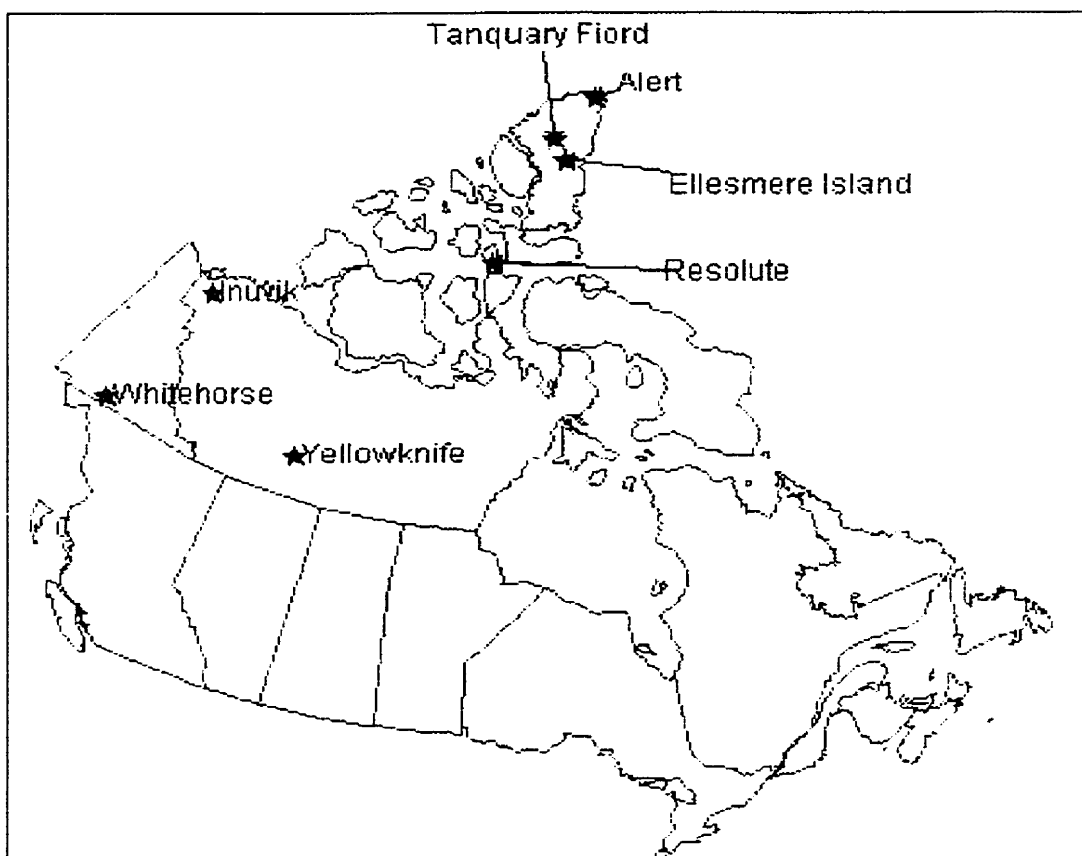 Tanquary Fiord
Alert
Ellesmere Island
Resolute
Inuvik
Whitehorse
Yellowknife